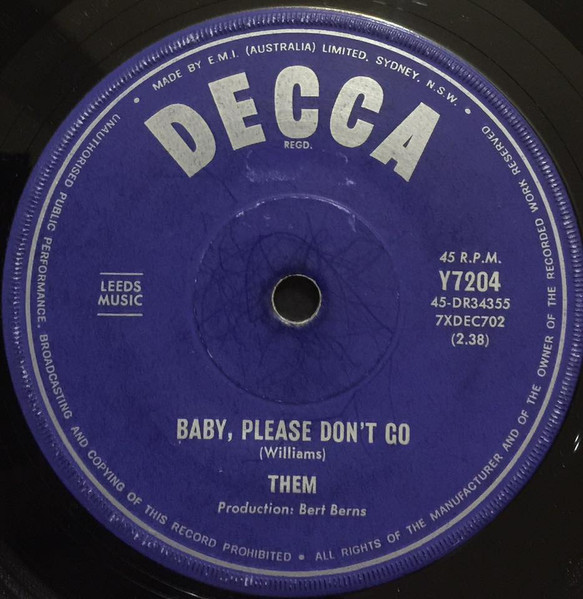 MADE BY E.M.I. (AUSTRALIA) LIMITED, SYDNEY, N.S.W. •
DECCA
REGD.
LEEDS
MUSIC
45 R.P.M.
Y7204
45-DR34355
7XDEC702
(2.38)
BABY, PLEASE DON'T GO
(Williams)
THEM
Production: Bert Berns
• UNAUTHORISED PUBLIC PERFORMANCE, BROADCASTING AND COPYING OF THIS RECORD PROHIBITED • ALL RIGHTS OF THE MANUFACTURER AND OF THE OWNER OF THE RECORDED WORK RESERVED